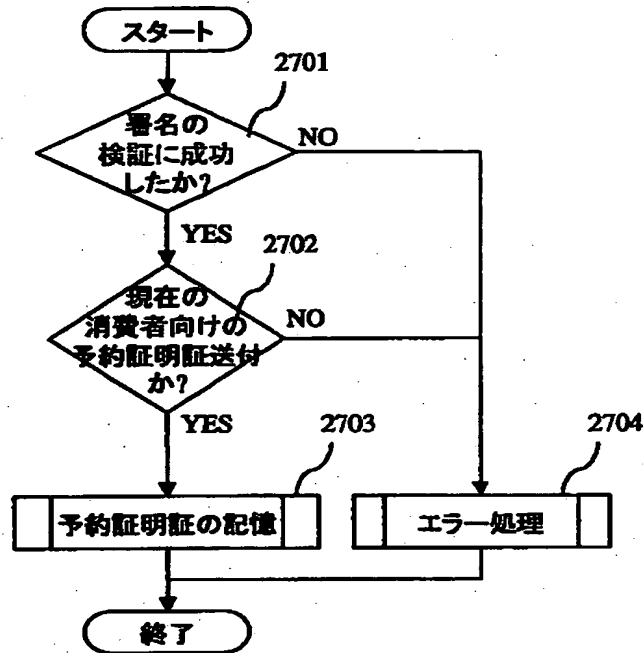 スタート
2701
署名の
検証に成功
したか?
NO
YES
2702
現在の
消費者向けの
予約証明証送付
か?
NO
YES
2703
予約証明証の記憶
2704
エラー処理
終了